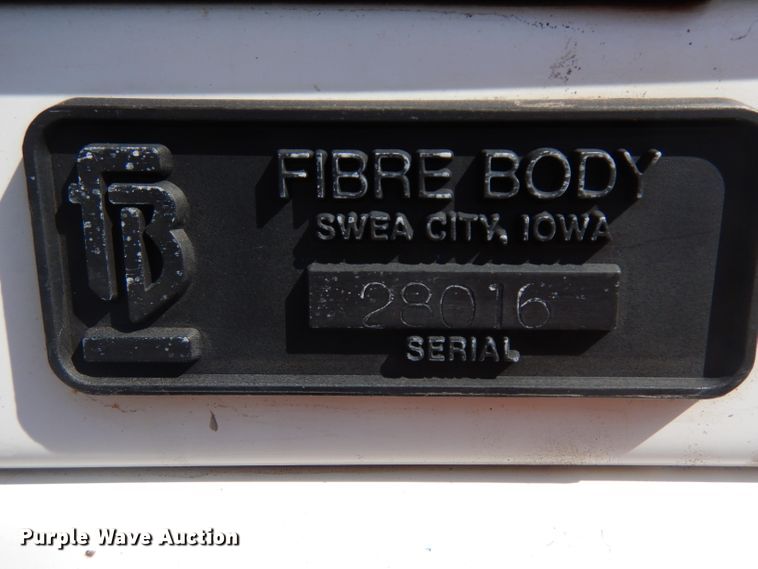 FB
FIBRE BODY
SWEA CITY, IOWA
28016
SERIAL
Purple Wave Auction